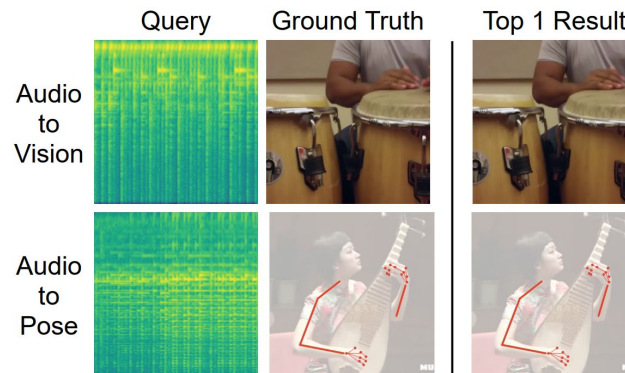 Query
Ground Truth
Top 1 Result
Audio
to
Vision
Audio
to
Pose